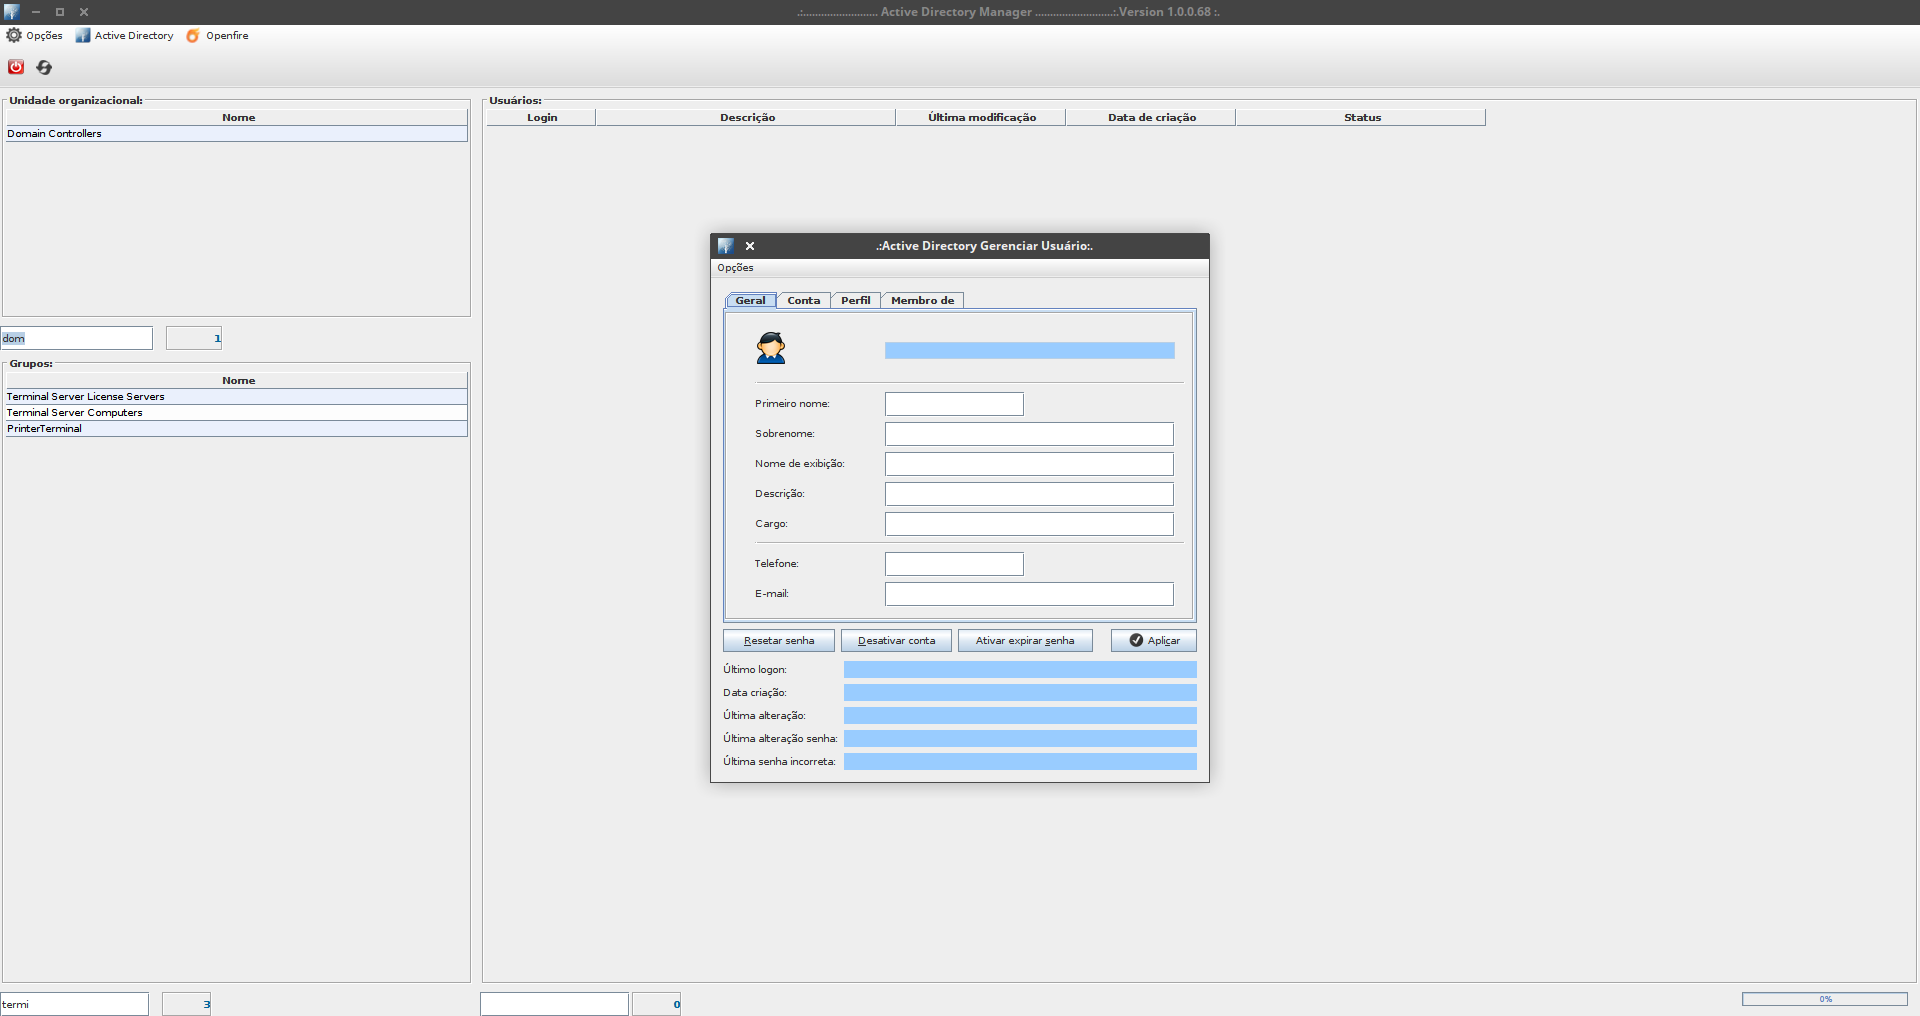 .:......................... Active Directory Manager ..........................:.Version 1.0.0.68 :.
Opções Active Directory Openfire
Unidade organizacional:
Nome
Domain Controllers
dom 1
Grupos:
Nome
Terminal Server License Servers
Terminal Server Computers
PrinterTerminal
termi 3
Usuários:
Login Descrição Última modificação Data de criação Status
0
0%
.:Active Directory Gerenciar Usuário:.
Opções
Geral Conta Perfil Membro de
Primeiro nome:
Sobrenome:
Nome de exibição:
Descrição:
Cargo:
Telefone:
E-mail:
Resetar senha Desativar conta Ativar expirar senha Aplicar
Último logon:
Data criação:
Última alteração:
Última alteração senha:
Última senha incorreta: